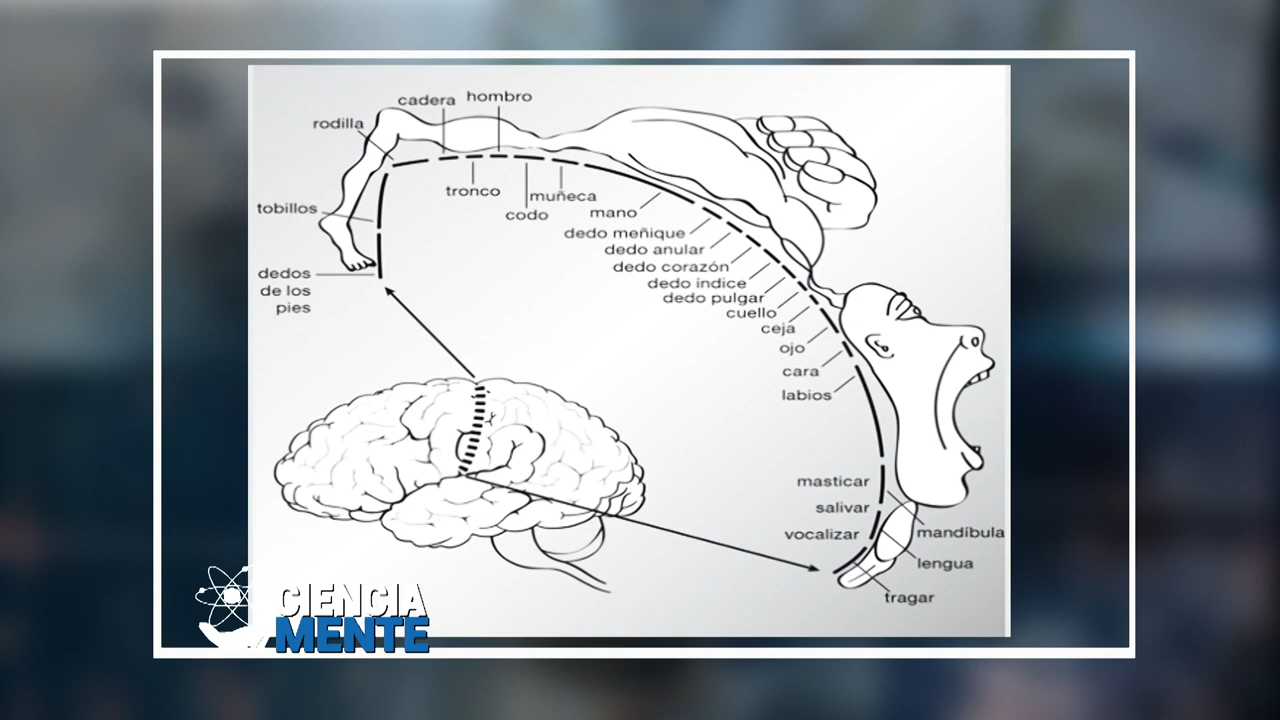 cadera
hombro
rodilla
tronco
muñeca
codo
mano
tobillos
dedo meñique
dedo anular
dedo corazón
dedo índice
dedo pulgar
cuello
ceja
ojo
cara
labios
dedos
de los
pies
masticar
salivar
vocalizar
mandíbula
lengua
tragar
CIENCIA
MENTE